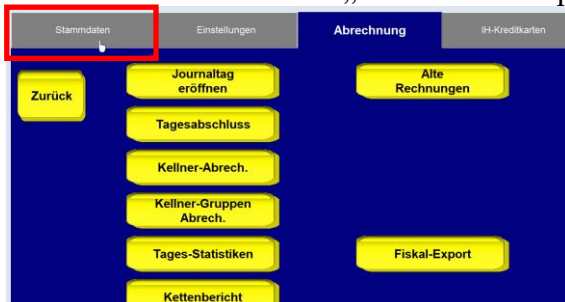 Stammdaten
Einstellungen
Abrechnung
IH-Kreditkarten
Zurück
Journaltag
eröffnen
Alte
Rechnungen
Tagesabschluss
Kellner-Abrech.
Kellner-Gruppen
Abrech.
Tages-Statistiken
Fiskal-Export
Kettenbericht